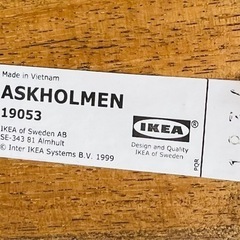 Made in Vietnam
ASKHOLMEN
19053
IKEA of Sweden AB
SE-343 81 Almhult
© Inter IKEA Systems B.V. 1999
IKEA
Design and Quality
IKEA of Sweden
PQR